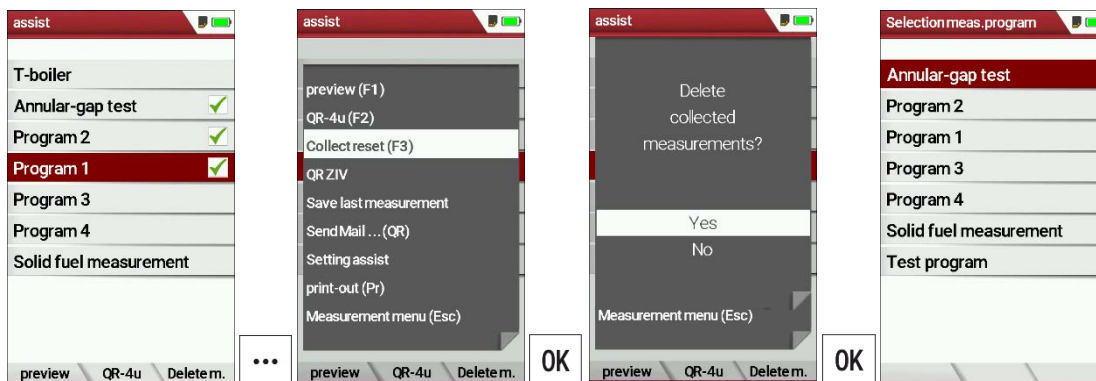 assist
T-boiler
Annular-gap test
Program 2
Program 1
Program 3
Program 4
Solid fuel measurement
preview QR-4u Delete m.
...
assist
preview (F1)
QR-4u (F2)
Collect reset (F3)
QR ZIV
Save last measurement
Send Mail ... (QR)
Setting assist
print-out (Pr)
Measurement menu (Esc)
preview QR-4u Delete m.
OK
assist
Delete
collected
measurements?
Yes
No
Measurement menu (Esc)
preview QR-4u Delete m.
OK
Selection meas.program
Annular-gap test
Program 2
Program 1
Program 3
Program 4
Solid fuel measurement
Test program